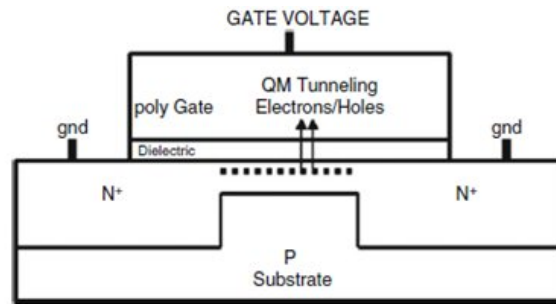 GATE VOLTAGE
QM Tunneling
poly Gate Electrons/Holes
gnd gnd
Dielectric
N+ N+
P
Substrate